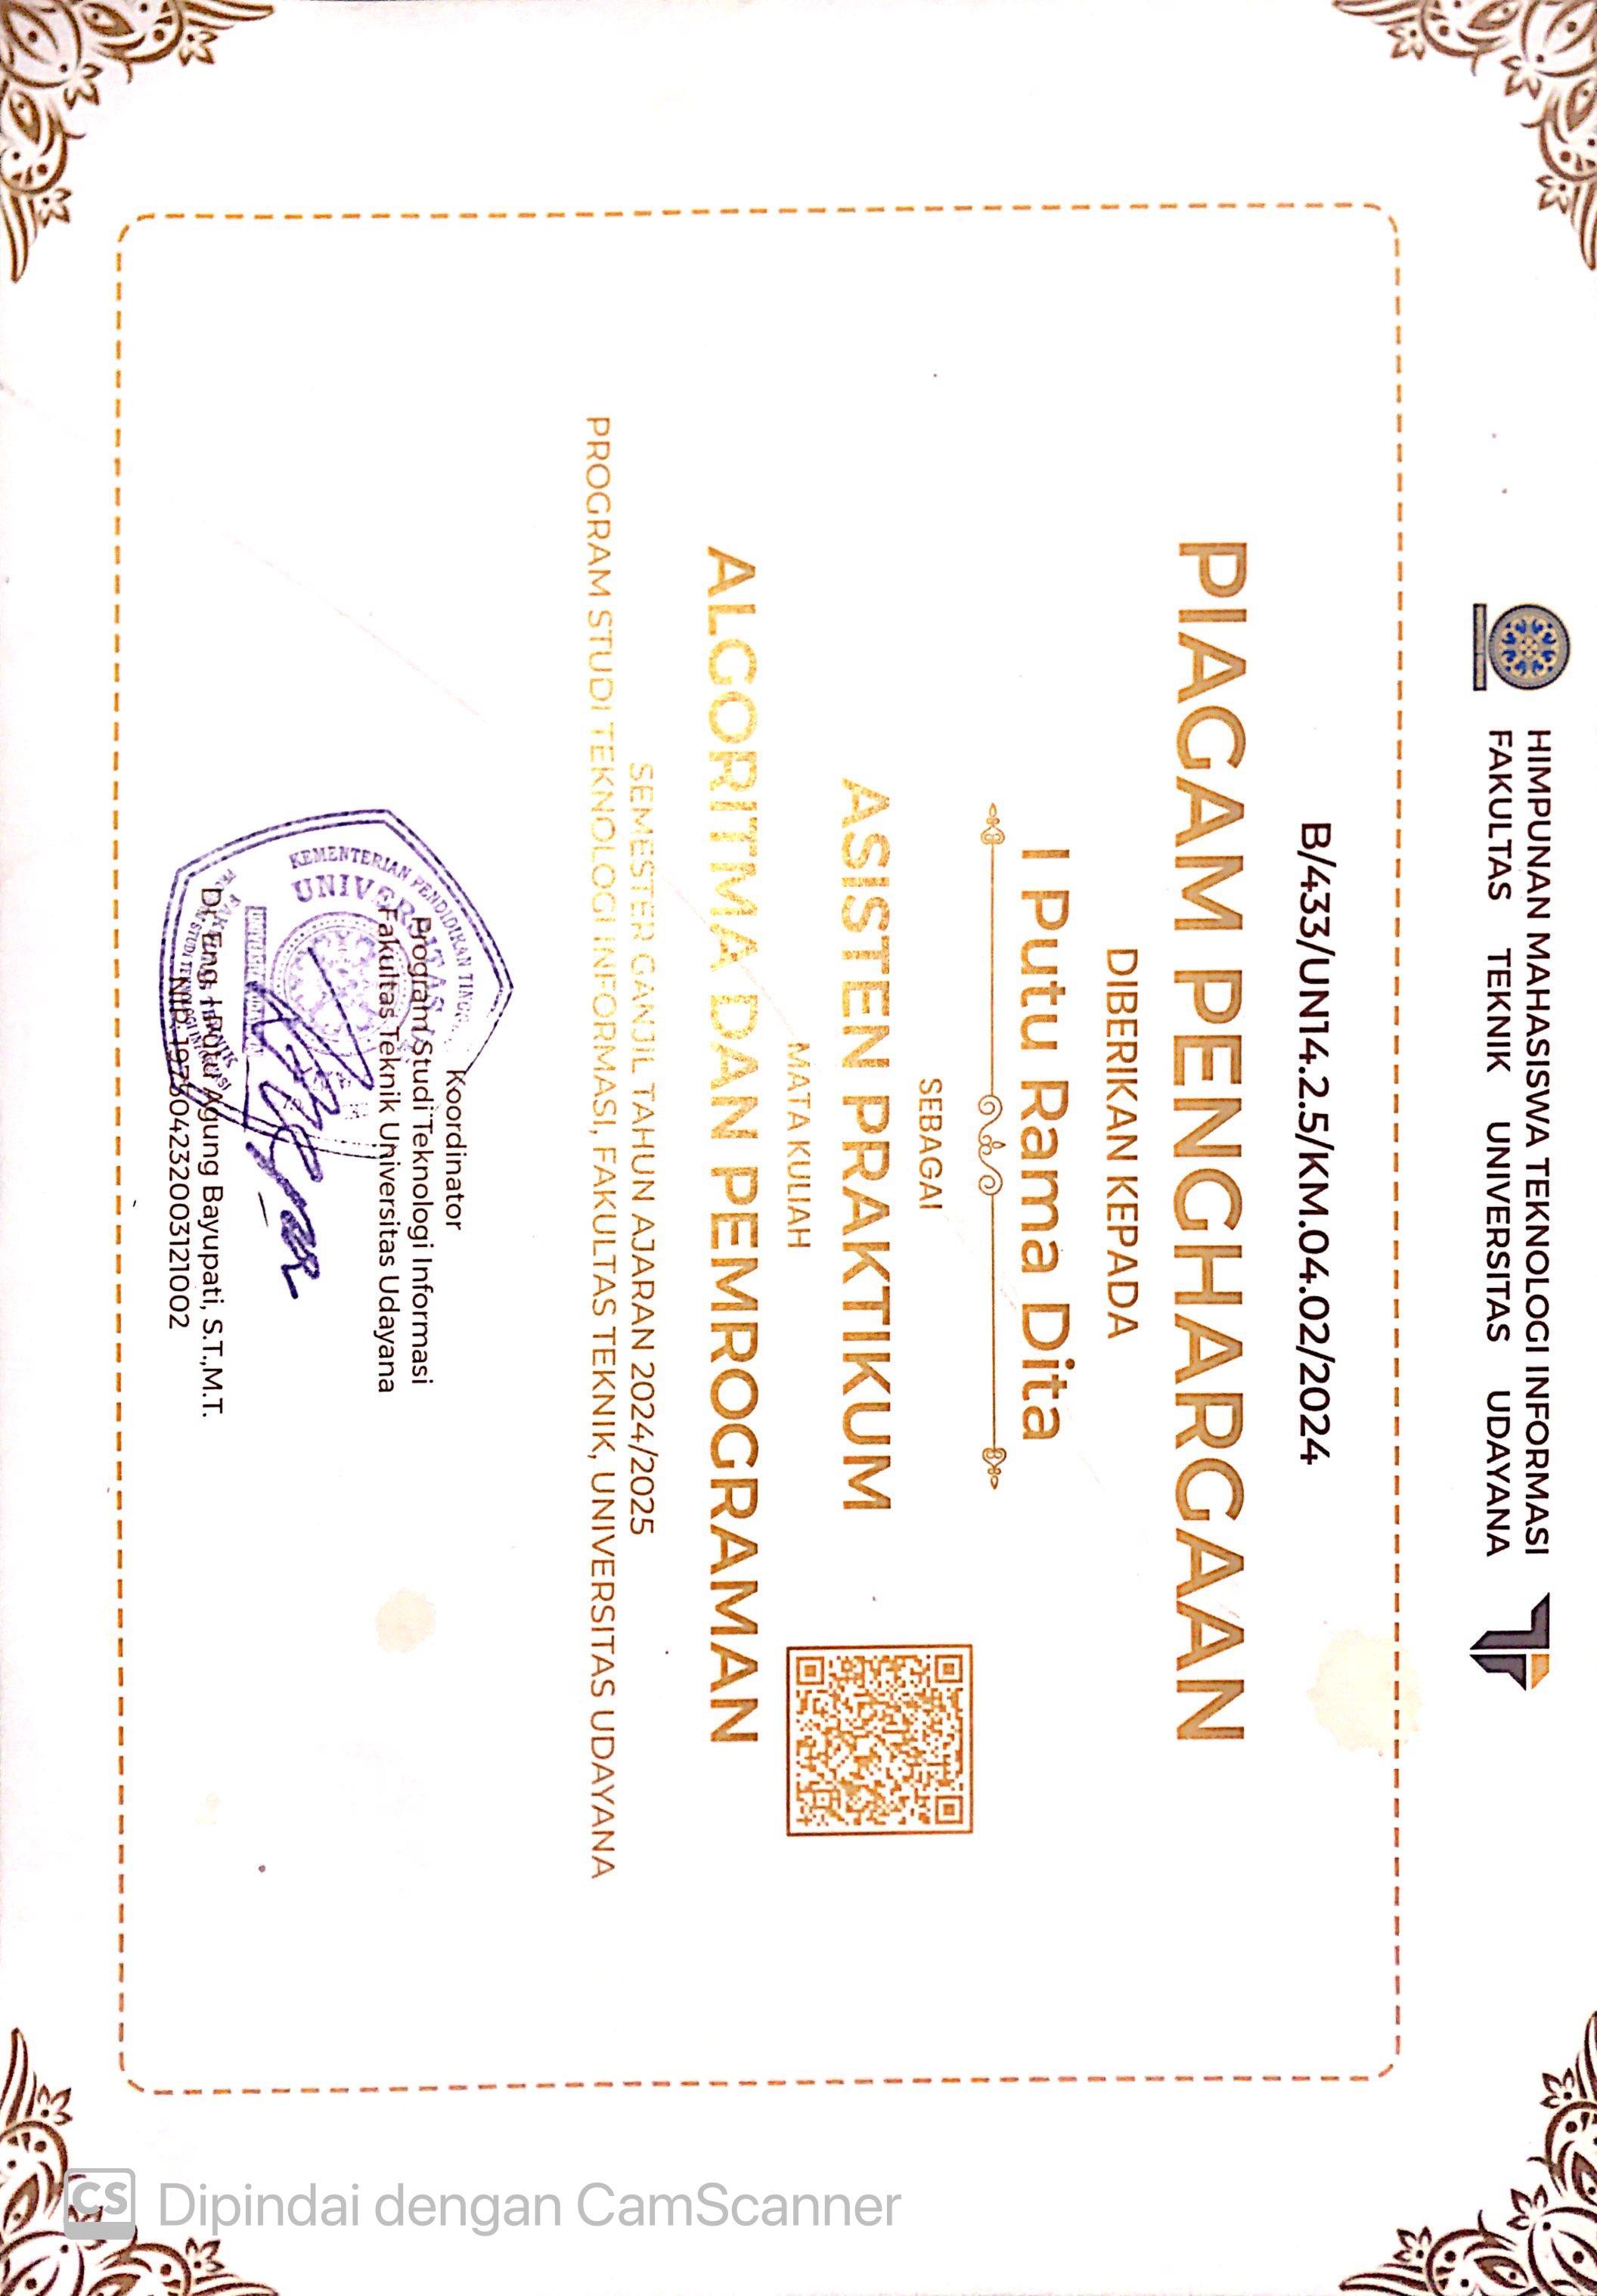 HIMPUNAN MAHASISWA TEKNOLOGI INFORMASI
FAKULTAS TEKNIK UNIVERSITAS UDAYANA
B/433/UN14.2.5/KM.04.02/2024
PIAGAM PENGHARGAAN
DIBERIKAN KEPADA
I Putu Rama Dita
SEBAGAI
ASISTEN PRAKTIKUM
MATA KULIAH
ALGORITMA DAN PEMROGRAMAN
SEMESTER GANJIL TAHUN AJARAN 2024/2025
PROGRAM STUDI TEKNOLOGI INFORMASI, FAKULTAS TEKNIK, UNIVERSITAS UDAYANA
Koordinator
Program Studi Teknologi Informasi
Fakultas Teknik Universitas Udayana
KEMENTERIAN PENDIDIKAN
UNIVERSITAS
UNIVERSITAS UDAYANA
FAKULTAS TEKNIK
STUDI TEKNOLOGI INFORMASI
Dr. Eng. I Putu Agung Bayupati, S.T.,M.T.
NIP. 197504232003121002
CS Dipindai dengan CamScanner